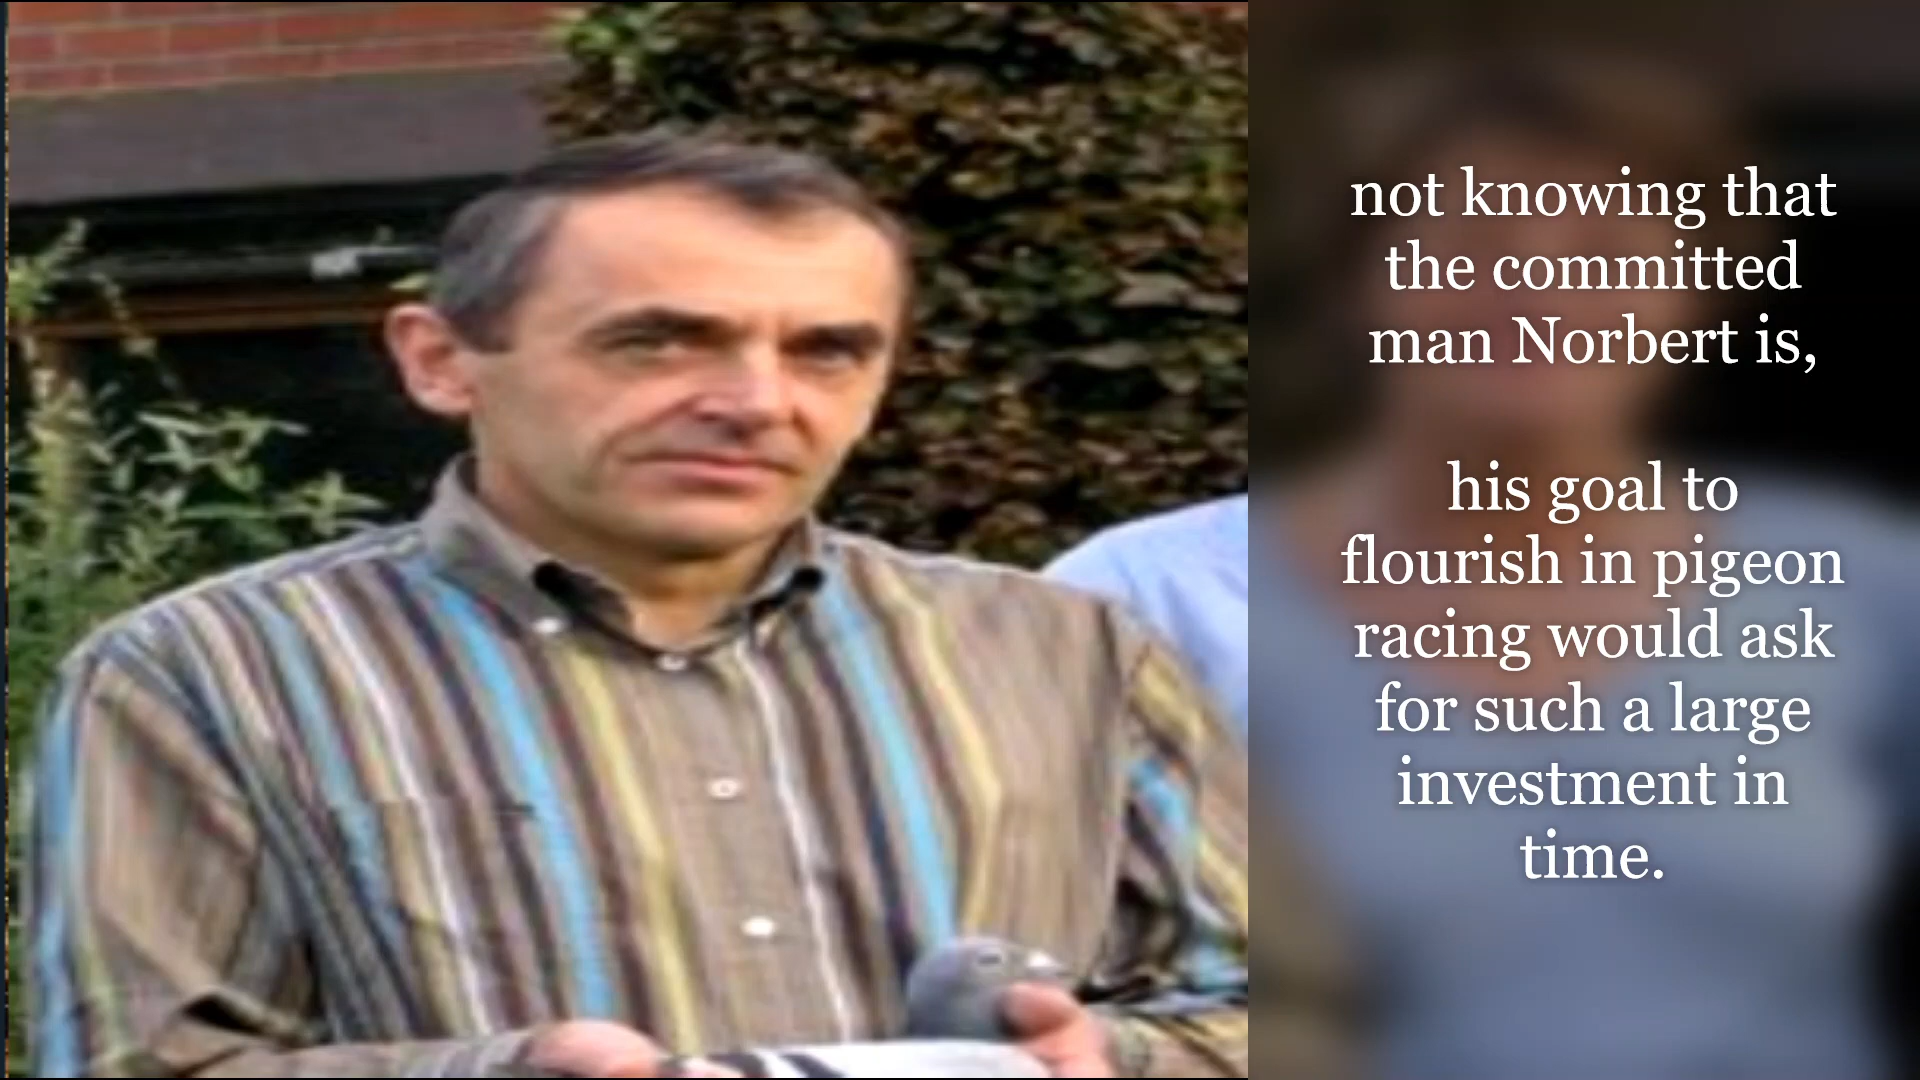 not knowing that
the committed
man Norbert is,
his goal to
flourish in pigeon
racing would ask
for such a large
investment in
time.